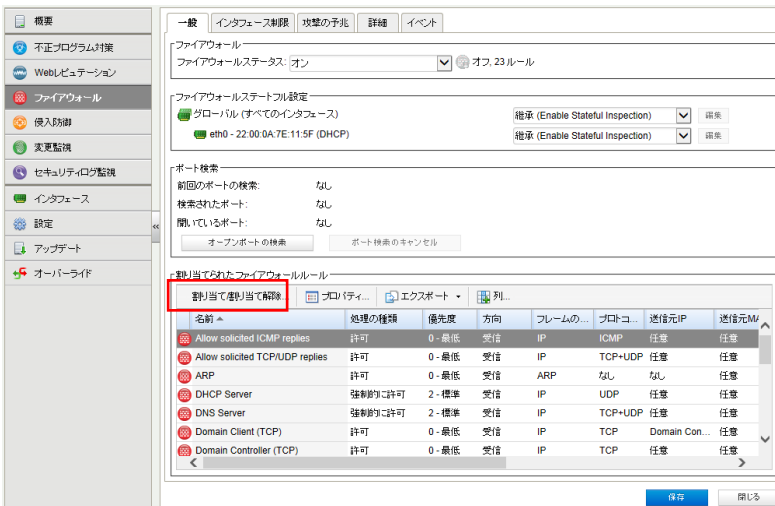 概要
不正プログラム対策
Webレピュテーション
ファイアウォール
侵入防御
変更監視
セキュリティログ監視
インタフェース
設定
アップデート
オーバーライド
«
一般 インタフェース制限 攻撃の予兆 詳細 イベント
ファイアウォール
ファイアウォールステータス: オン オフ, 23 ルール
ファイアウォールステートフル設定
グローバル (すべてのインタフェース) 継承 (Enable Stateful Inspection) 編集
eth0 - 22:00:0A:7E:11:5F (DHCP) 継承 (Enable Stateful Inspection) 編集
ポート検索
前回のポートの検索: なし
検索されたポート: なし
開いているポート: なし
オープンポートの検索 ポート検索のキャンセル
割り当てられたファイアウォールルール
割り当て/割り当て解除... プロパティ... エクスポート 列...
名前 処理の種類 優先度 方向 フレームの... プロトコ... 送信元IP 送信元MA
Allow solicited ICMP replies 許可 0 - 最低 受信 IP ICMP 任意 任意
Allow solicited TCP/UDP replies 許可 0 - 最低 受信 IP TCP+UDP 任意 任意
ARP 許可 0 - 最低 受信 ARP なし なし 任意
DHCP Server 強制的に許可 2 - 標準 受信 IP UDP 任意 任意
DNS Server 強制的に許可 2 - 標準 受信 IP TCP+UDP 任意 任意
Domain Client (TCP) 許可 0 - 最低 受信 IP TCP Domain Con... 任意
Domain Controller (TCP) 許可 0 - 最低 受信 IP TCP 任意 任意
保存 閉じる